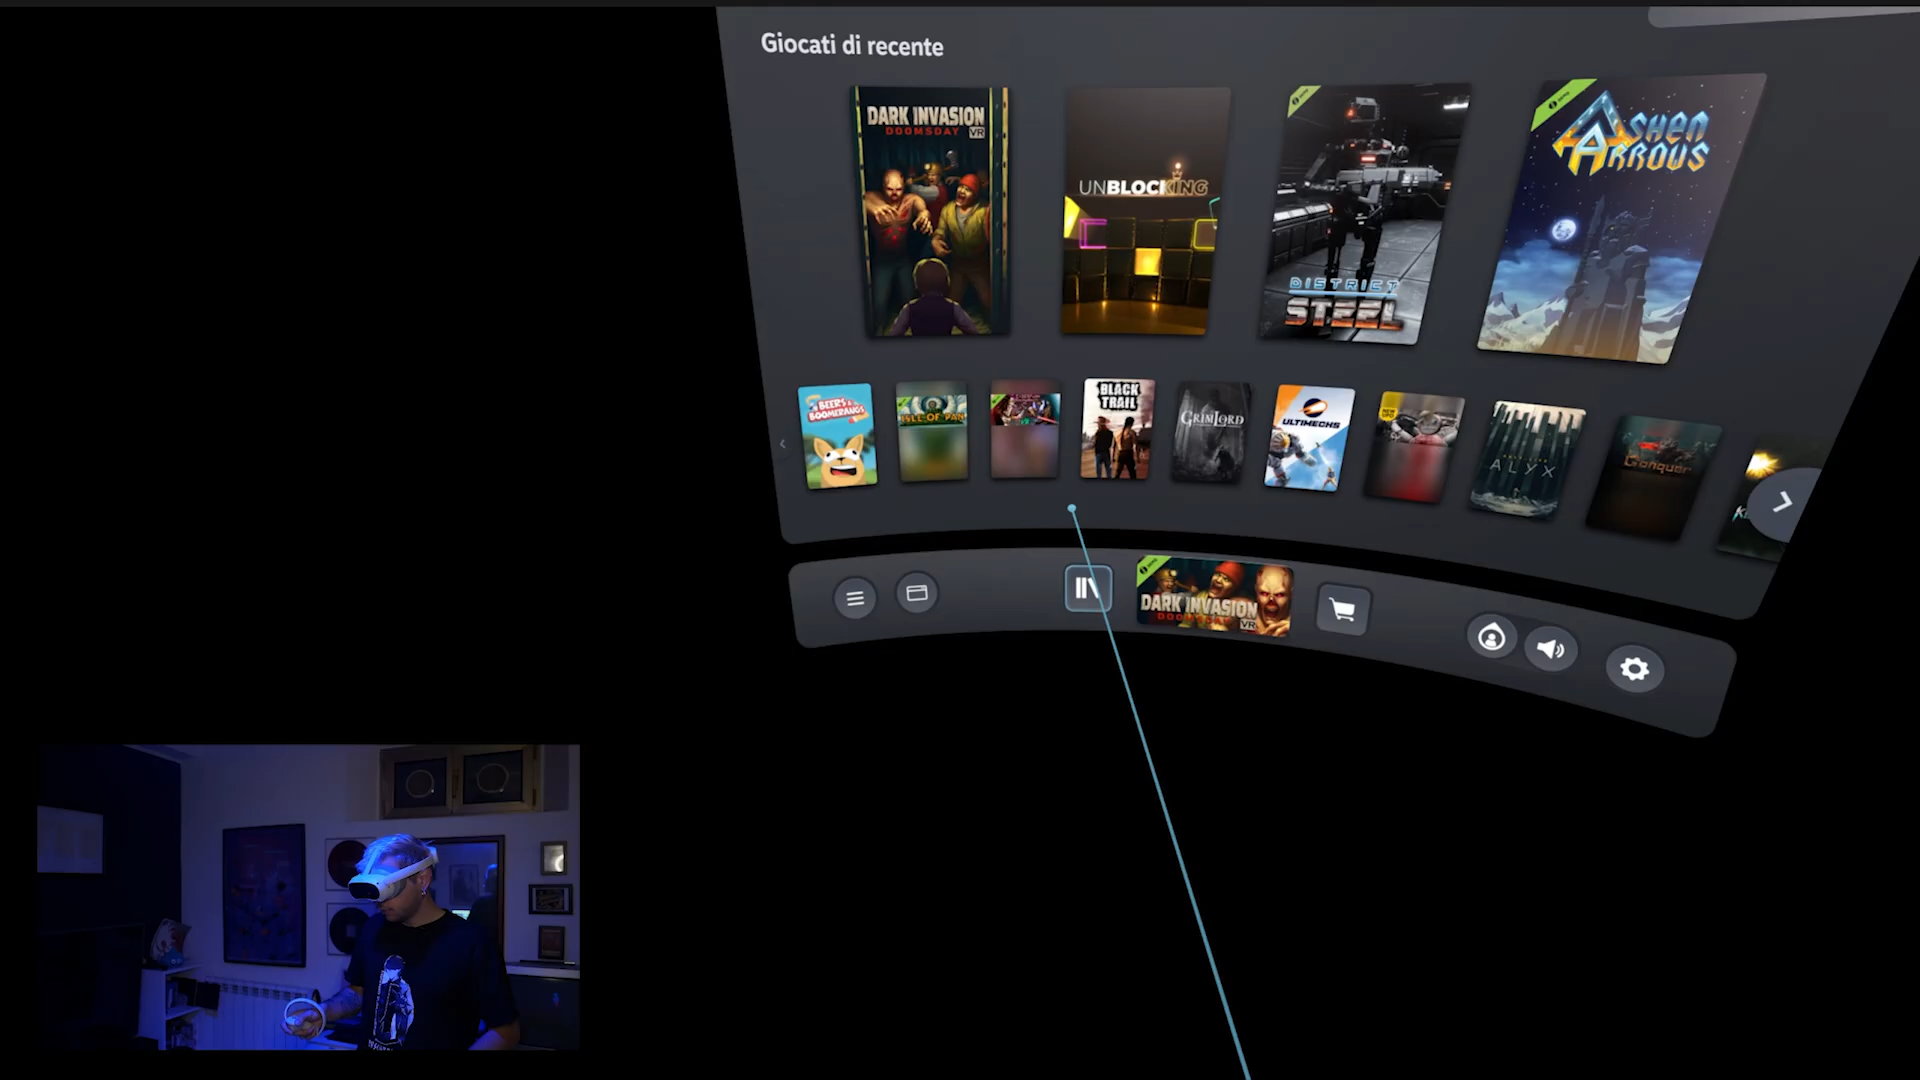 Giocati di recente
DARK INVASION
DOOMSDAY VR
UNBLOCKING
DISTRICT
STEEL
ASHEN
ARROWS
BEERS &
BOOMERANGS
ISLE OF PAN
BLACK
TRAIL
GRIMLORD
ULTIMECHS
ALYX
Conquer
DARK INVASION
DOOMSDAY VR